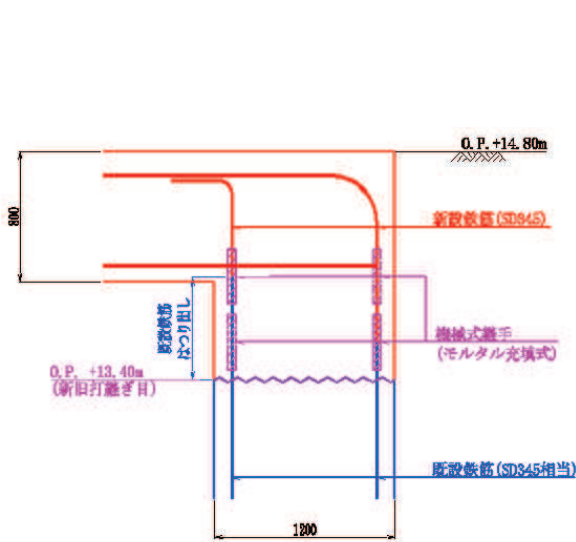 O.P.+14.80m
800
新設鉄筋(SD345)
既設鉄筋
はつり出し
機械式継手
(モルタル充填式)
O.P. +13.40m
(新旧打継ぎ目)
既設鉄筋(SD345相当)
1200